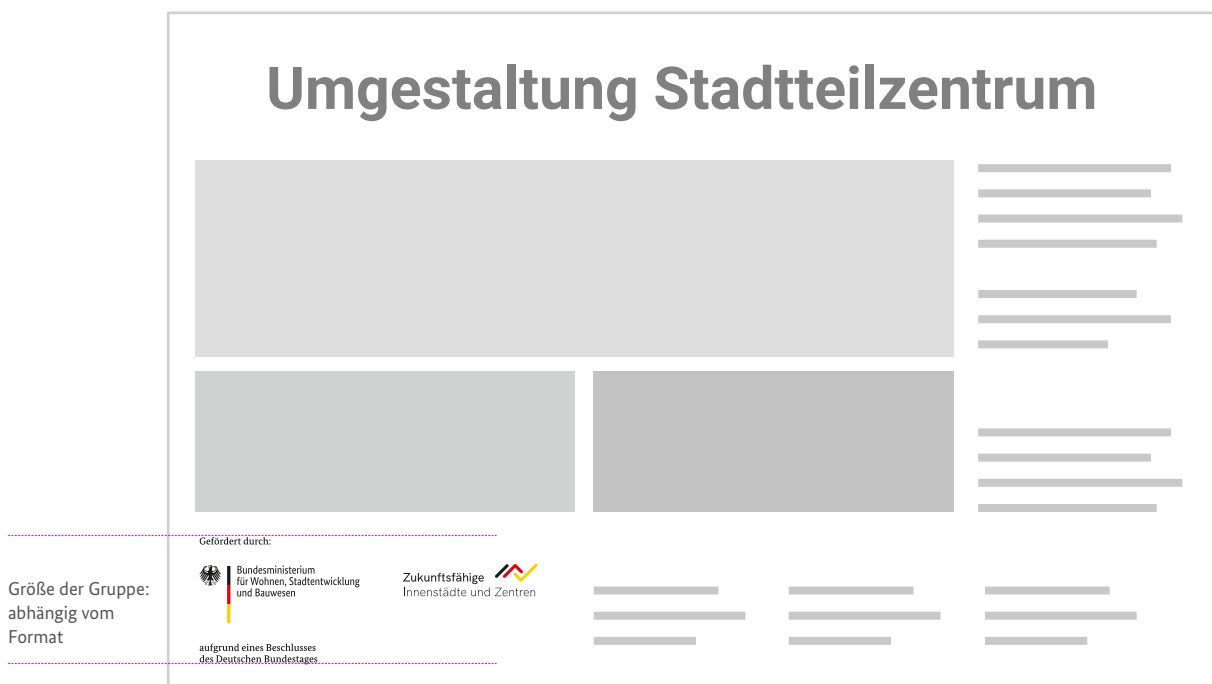 Umgestaltung Stadtteilzentrum
Größe der Gruppe:
abhängig vom
Format
Gefördert durch:
Bundesministerium
für Wohnen, Stadtentwicklung
und Bauwesen
aufgrund eines Beschlusses
des Deutschen Bundestages
Zukunftsfähige
Innenstädte und Zentren